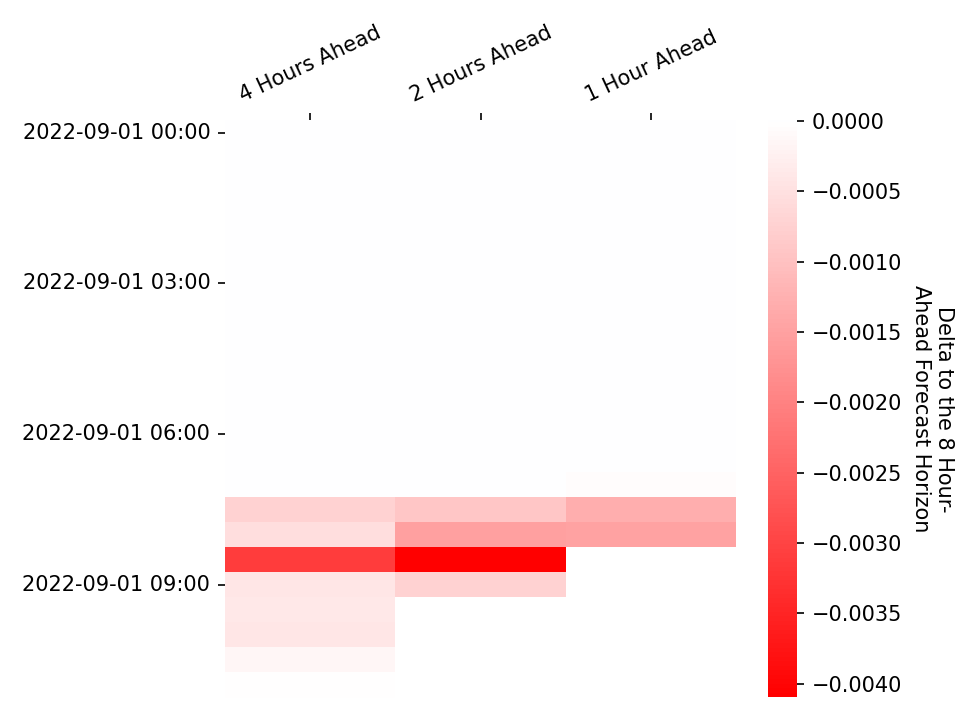 4 Hours Ahead
2 Hours Ahead
1 Hour Ahead
2022-09-01 00:00
2022-09-01 03:00
2022-09-01 06:00
2022-09-01 09:00
0.0000
−0.0005
−0.0010
−0.0015
−0.0020
−0.0025
−0.0030
−0.0035
−0.0040
Delta to the 8 Hour-
Ahead Forecast Horizon